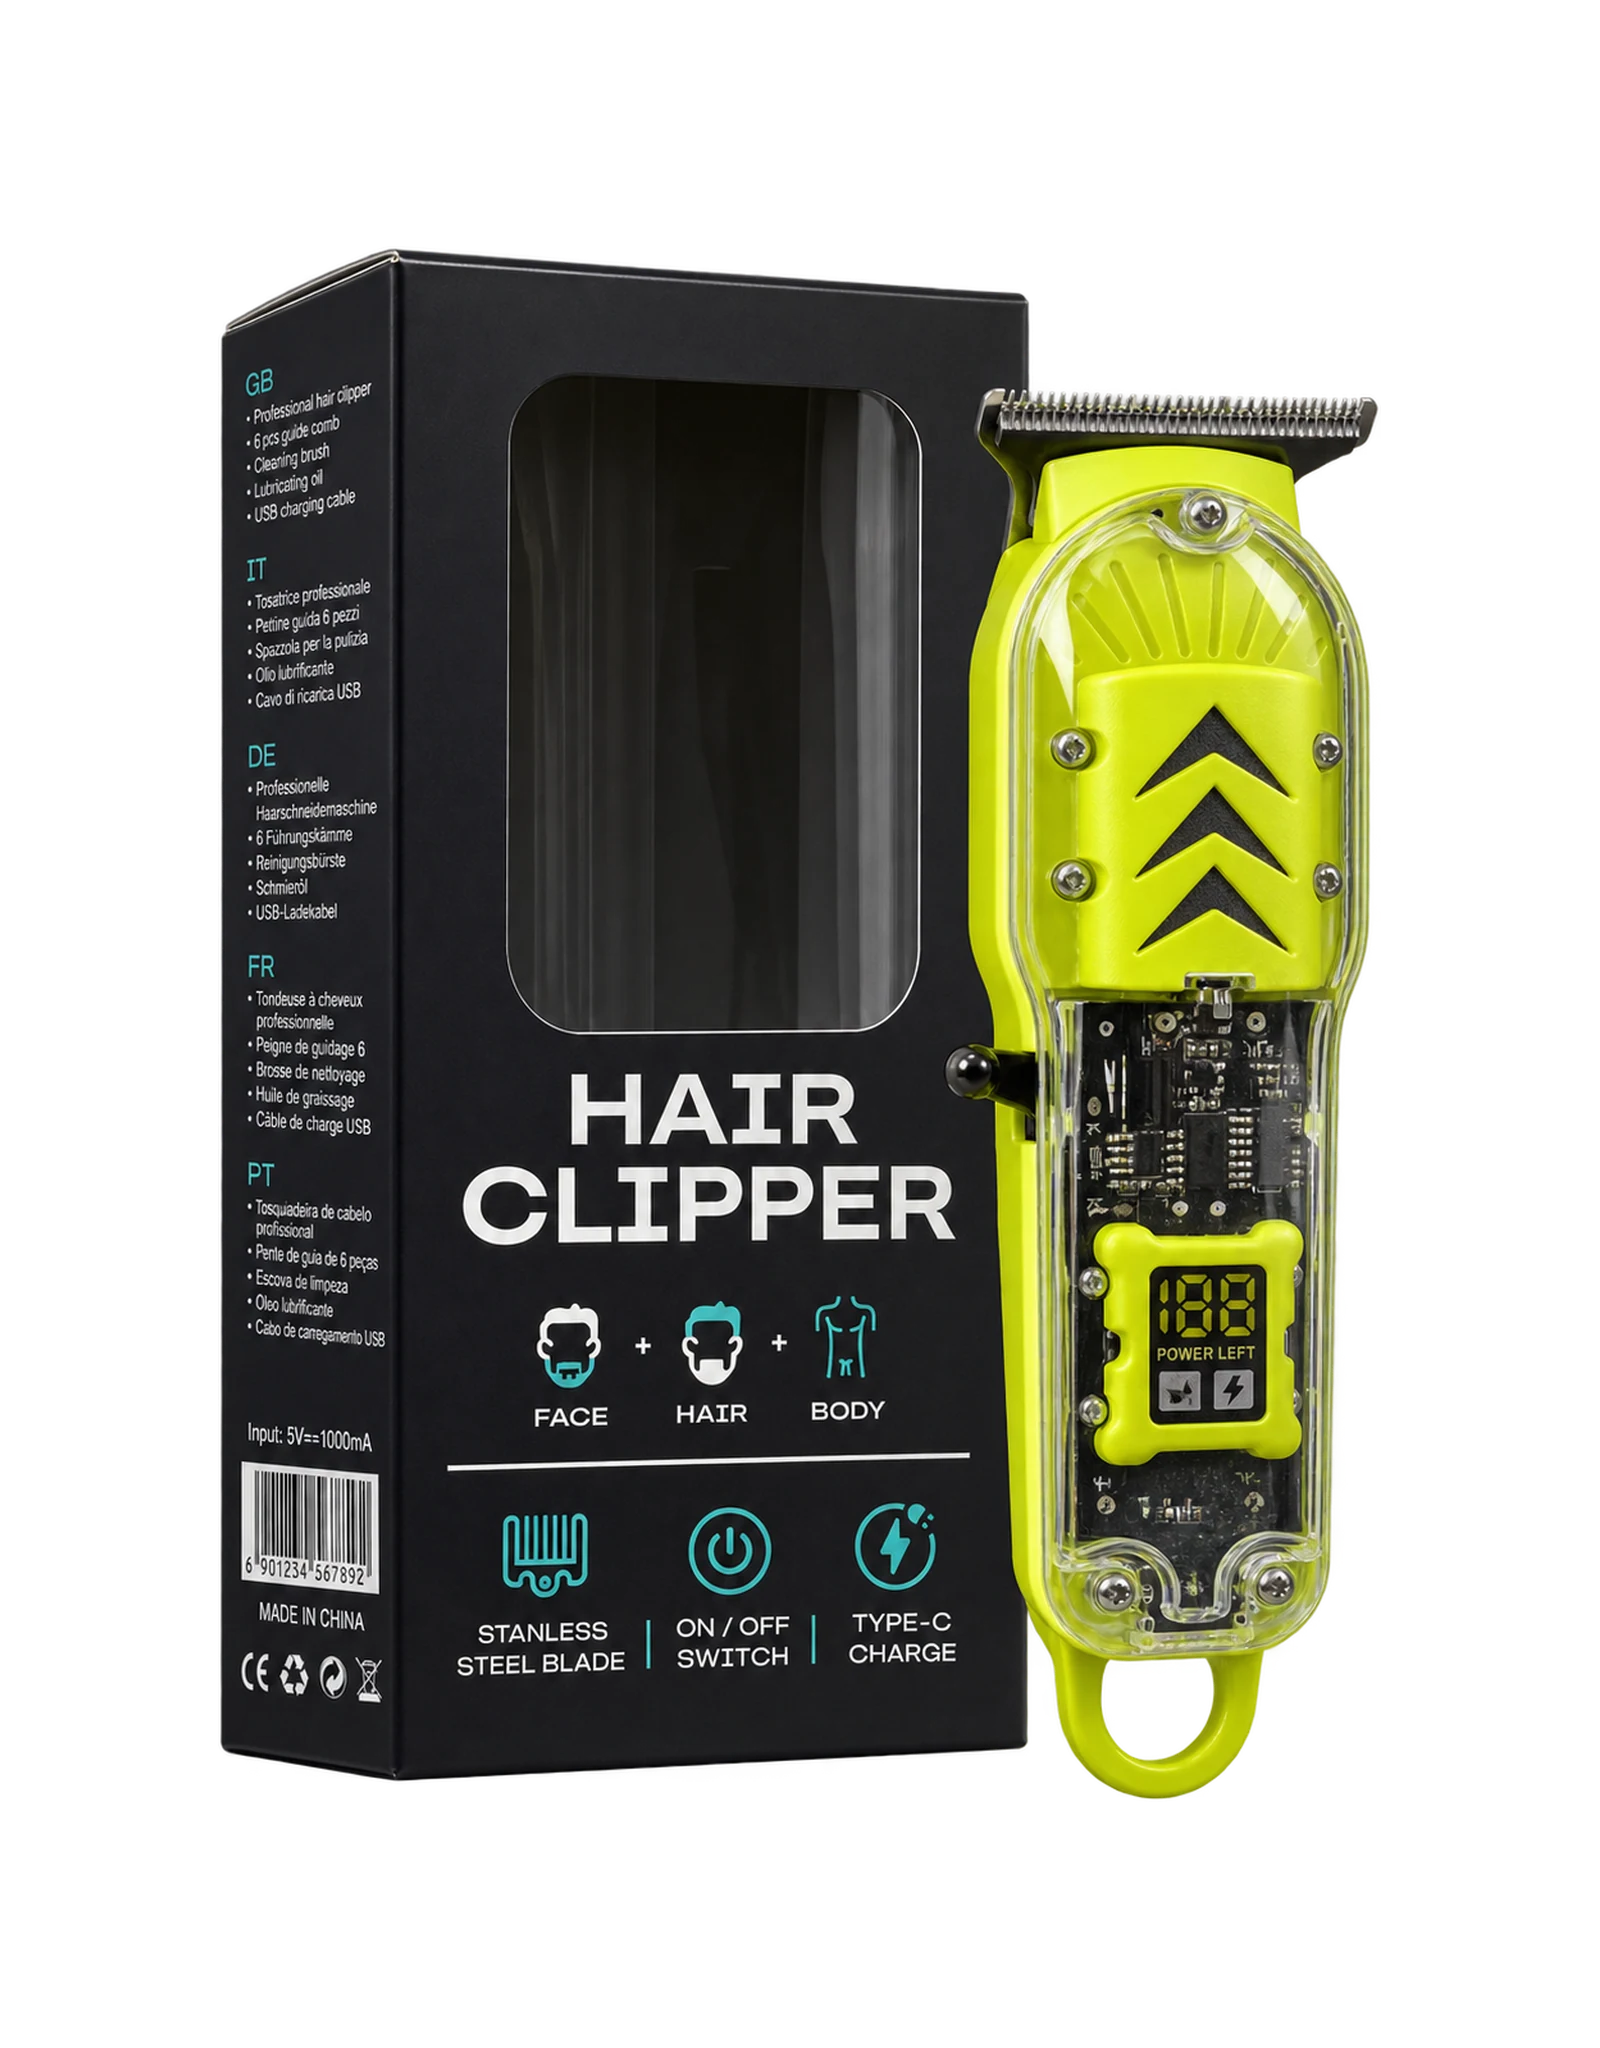 GB
• Professional hair clipper
• 6 pcs guide comb
• Cleaning brush
• Lubricating oil
• USB charging cable
IT
• Tosatrice professionale
• Pettine guida 6 pezzi
• Spazzola per la pulizia
• Olio lubrificante
• Cavo di ricarica USB
DE
• Professionelle
Haarschneidemaschine
• 6 Führungskämme
• Reinigungsbürste
• Schmieröl
• USB-Ladekabel
FR
• Tondeuse à cheveux
professionnelle
• Peigne de guidage 6
• Brosse de nettoyage
• Huile de graissage
• Câble de charge USB
PT
• Tosquiadeira de cabelo
profissional
• Pente de guia de 6 peças
• Escova de limpeza
• Oleo lubrificante
• Cabo de carregamento USB
Input: 5V==1000mA
6 901234 567892
MADE IN CHINA
CE
HAIR
CLIPPER
FACE + HAIR + BODY
STANLESS
STEEL BLADE
ON / OFF
SWITCH
TYPE-C
CHARGE
188
POWER LEFT